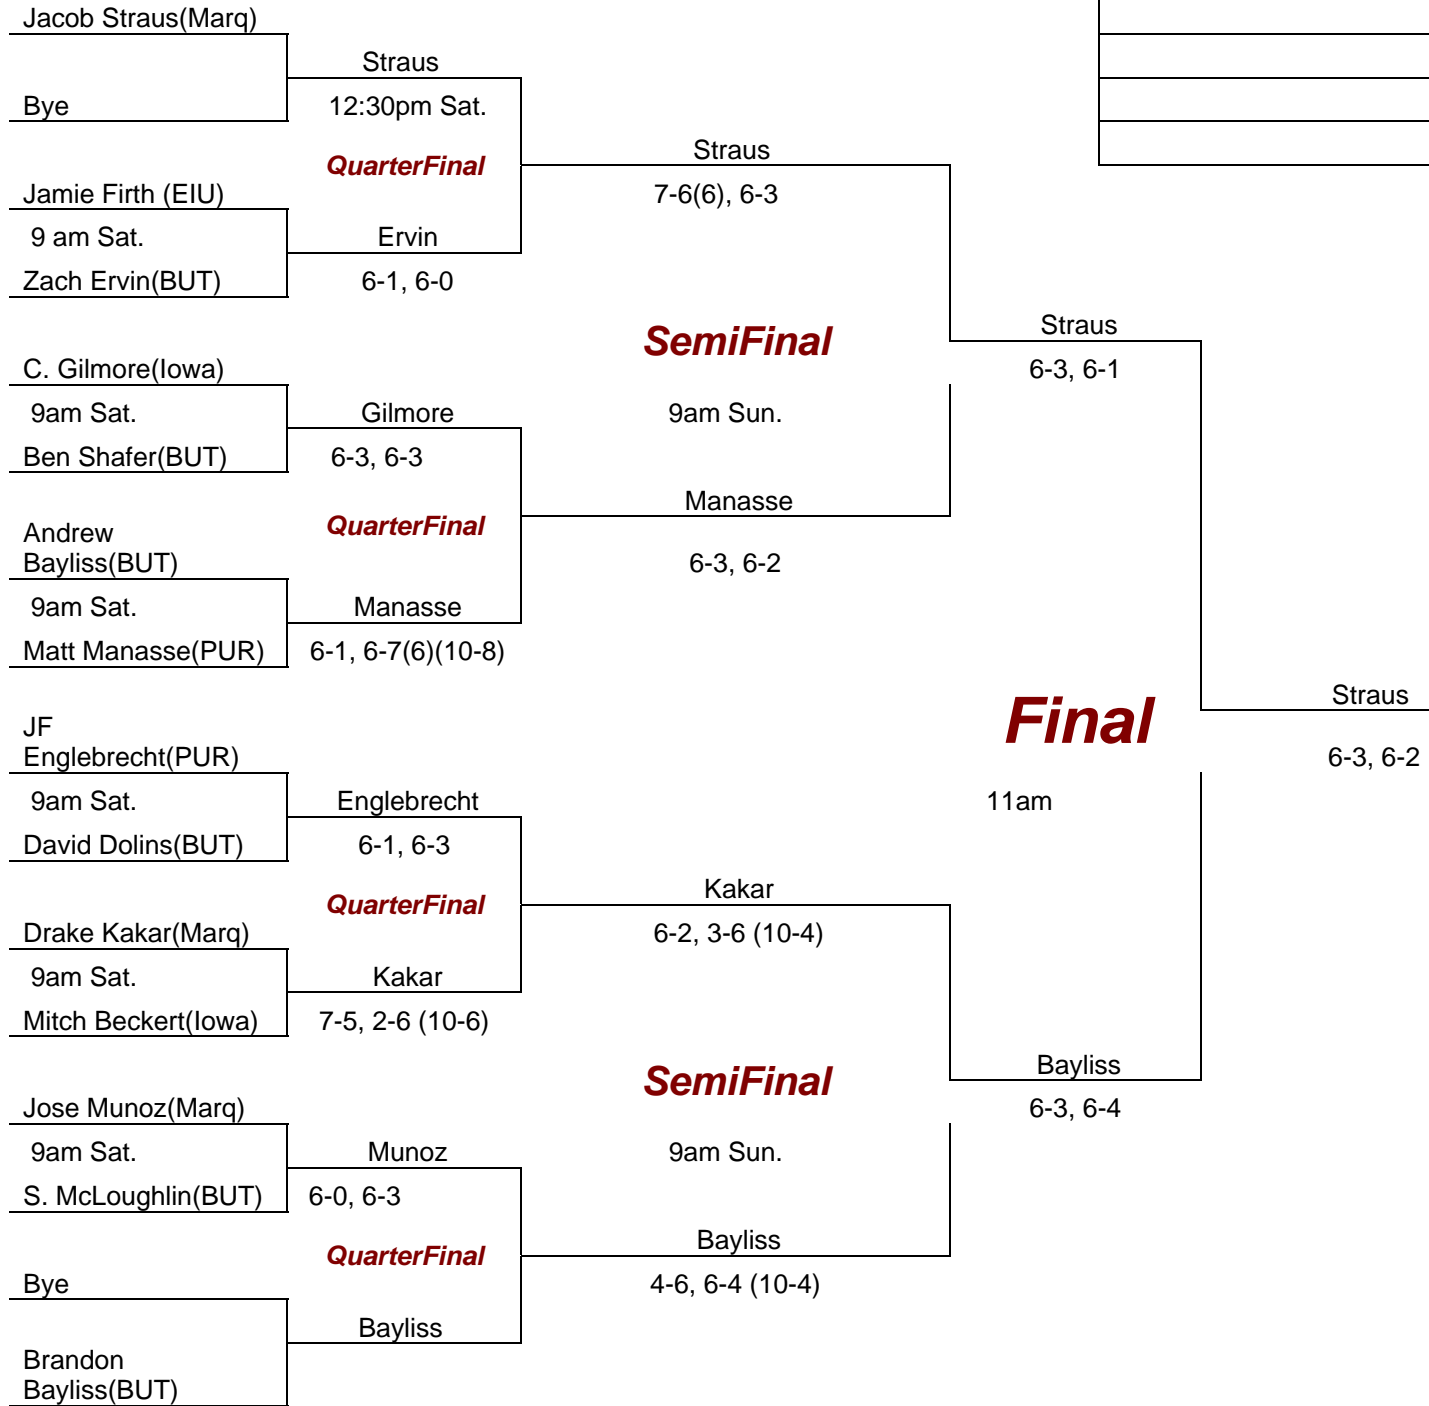 Jacob Straus(Marq)
Straus
Bye
12:30pm Sat.
QuarterFinal
Straus
Jamie Firth (EIU)
7-6(6), 6-3
9 am Sat.
Ervin
Zach Ervin(BUT)
6-1, 6-0
SemiFinal
Straus
C. Gilmore(Iowa)
6-3, 6-1
9am Sat.
Gilmore
9am Sun.
Ben Shafer(BUT)
6-3, 6-3
Manasse
Andrew
Bayliss(BUT)
QuarterFinal
6-3, 6-2
9am Sat.
Manasse
Matt Manasse(PUR)
6-1, 6-7(6)(10-8)
Final
Straus
JF
Englebrecht(PUR)
6-3, 6-2
9am Sat.
Englebrecht
11am
David Dolins(BUT)
6-1, 6-3
QuarterFinal
Kakar
Drake Kakar(Marq)
6-2, 3-6 (10-4)
9am Sat.
Kakar
Mitch Beckert(Iowa)
7-5, 2-6 (10-6)
SemiFinal
Bayliss
Jose Munoz(Marq)
6-3, 6-4
9am Sat.
Munoz
9am Sun.
S. McLoughlin(BUT)
6-0, 6-3
QuarterFinal
Bayliss
Bye
4-6, 6-4 (10-4)
Bayliss
Brandon
Bayliss(BUT)